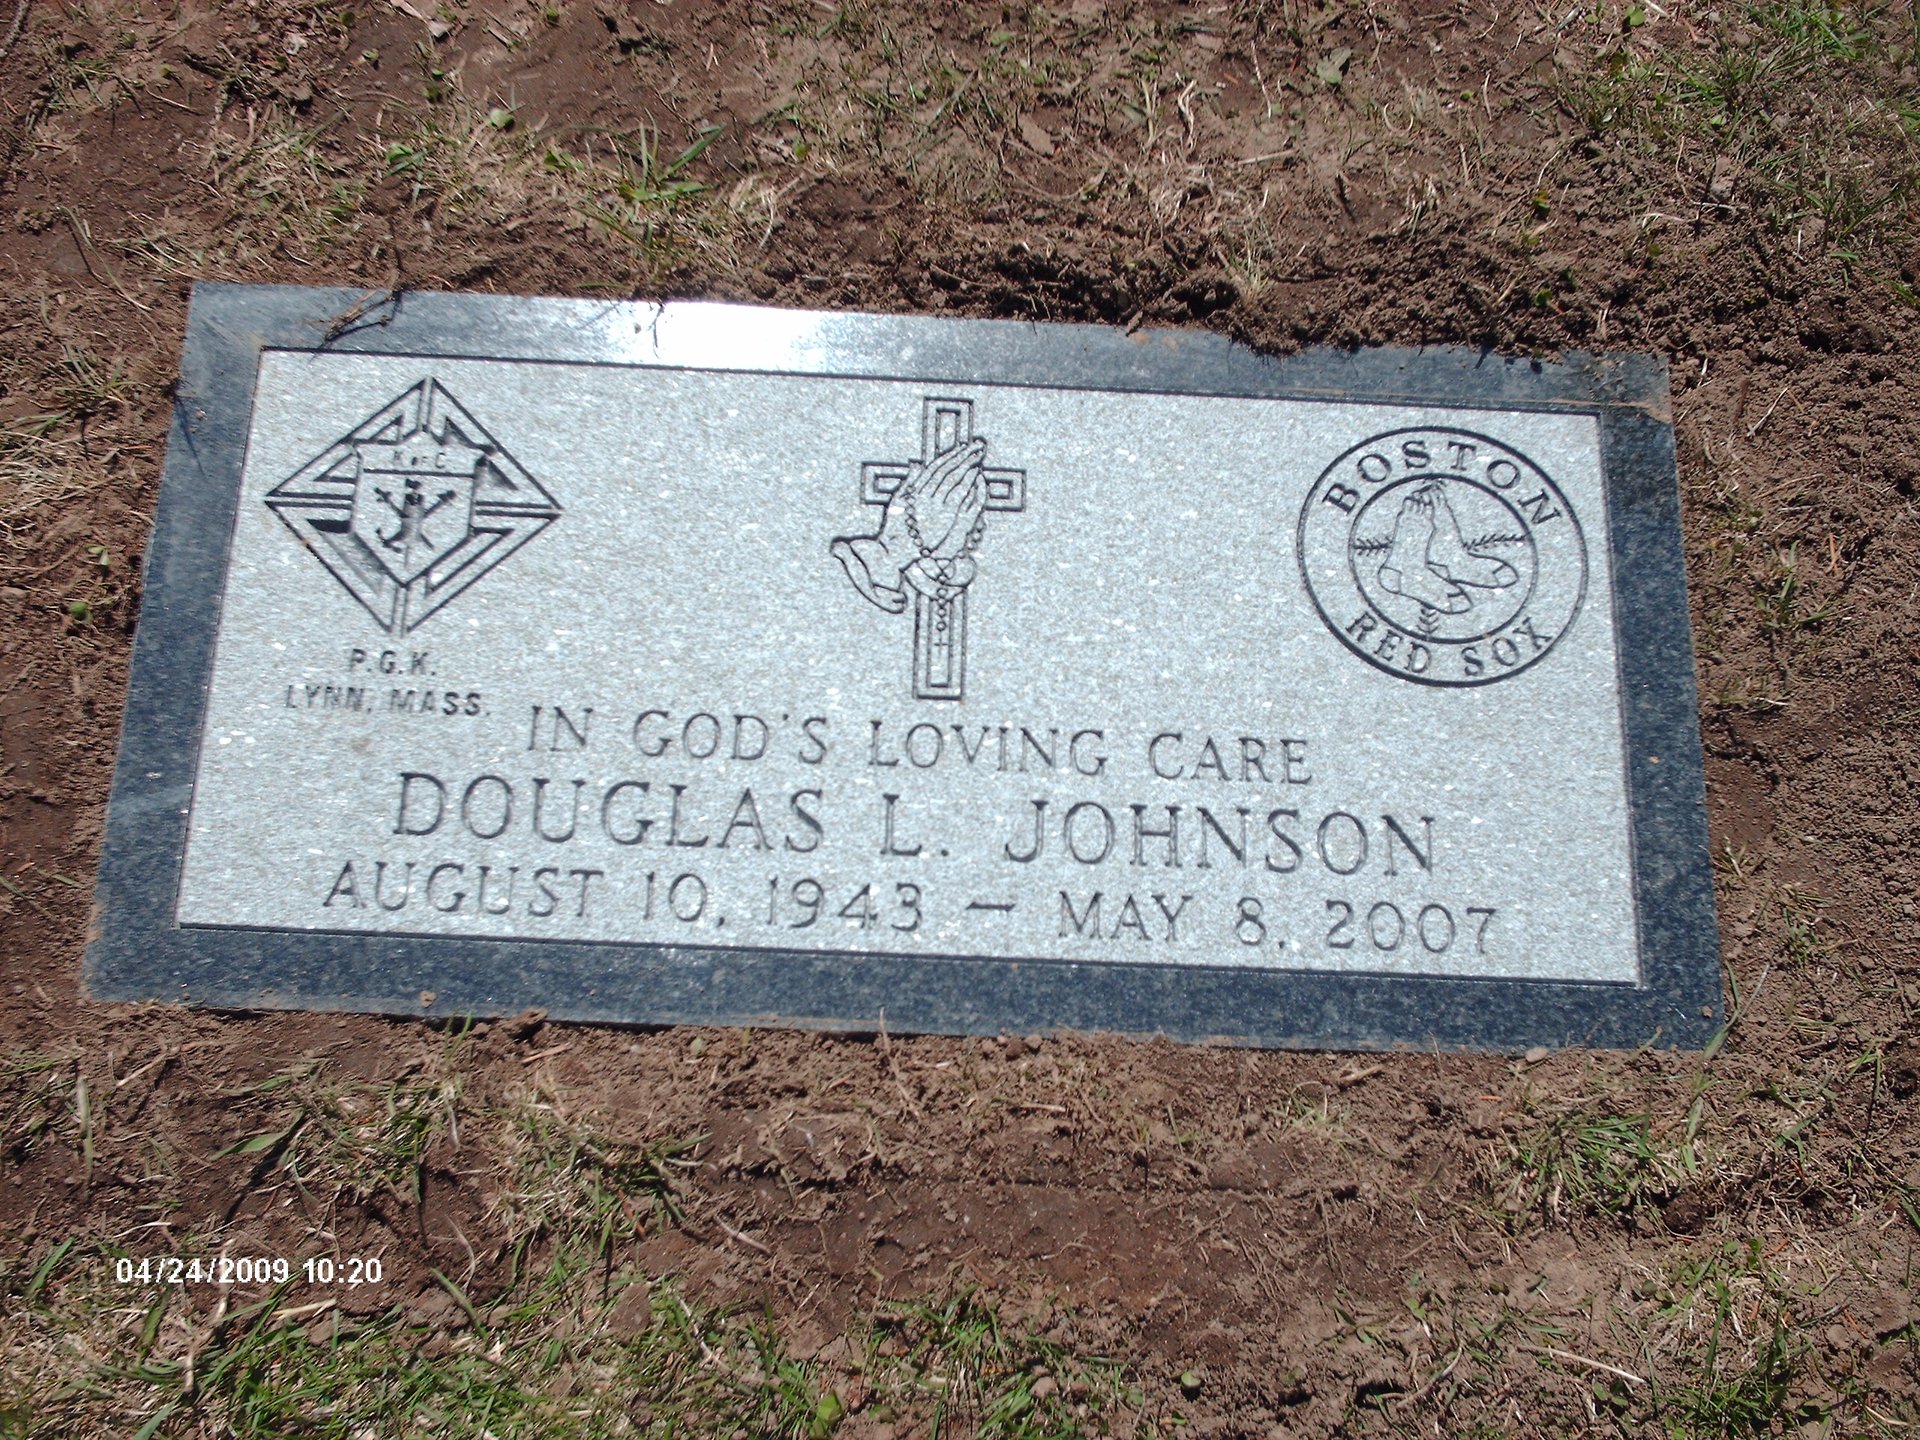 K of C
P.G.K.
LYNN, MASS.
BOSTON
RED SOX
IN GOD'S LOVING CARE
DOUGLAS L. JOHNSON
AUGUST 10, 1943 – MAY 8, 2007
04/24/2009 10:20